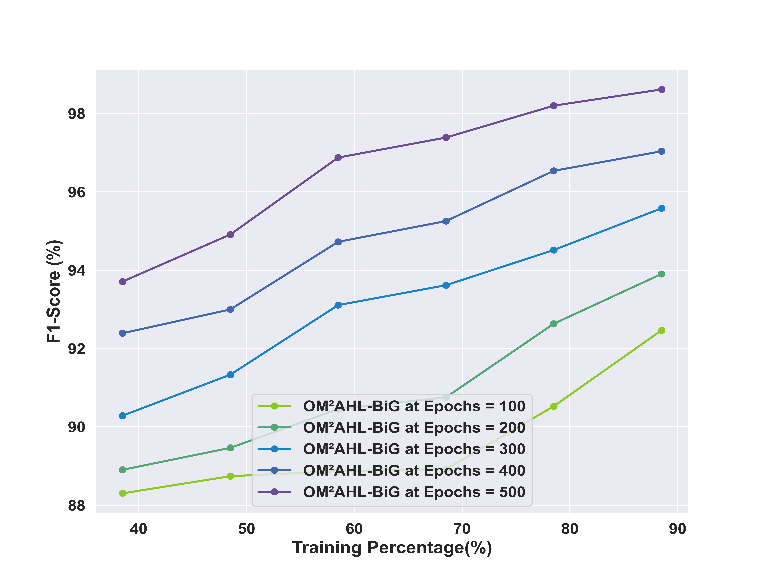 98
96
94
92
90
88
F1-Score (%)
OM²AHL-BiG at Epochs = 100
OM²AHL-BiG at Epochs = 200
OM²AHL-BiG at Epochs = 300
OM²AHL-BiG at Epochs = 400
OM²AHL-BiG at Epochs = 500
40 50 60 70 80 90
Training Percentage(%)